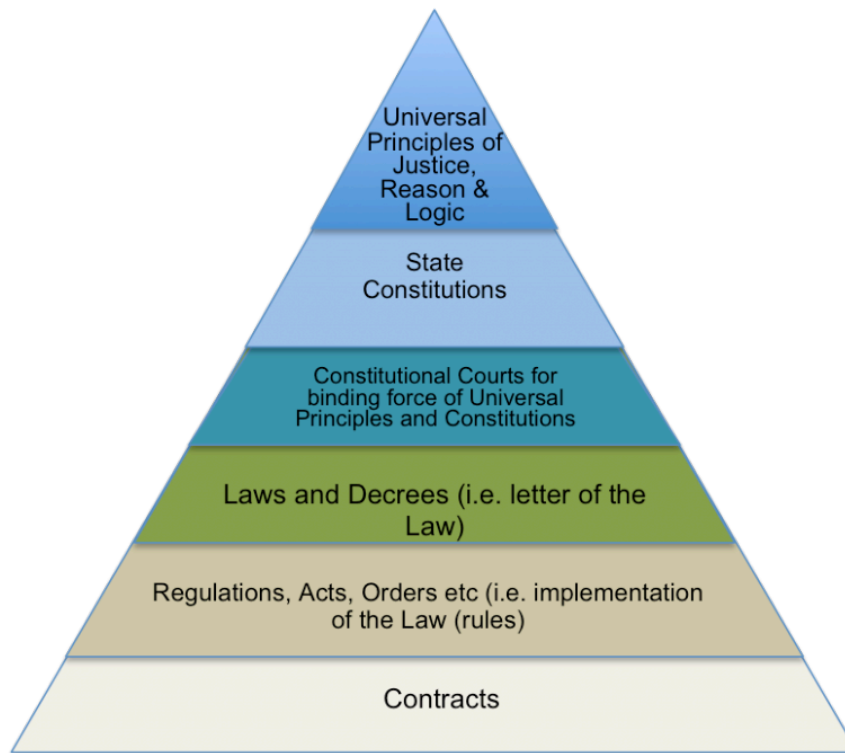 Universal
Principles of
Justice,
Reason &
Logic
State
Constitutions
Constitutional Courts for
binding force of Universal
Principles and Constitutions
Laws and Decrees (i.e. letter of the
Law)
Regulations, Acts, Orders etc (i.e. implementation
of the Law (rules)
Contracts